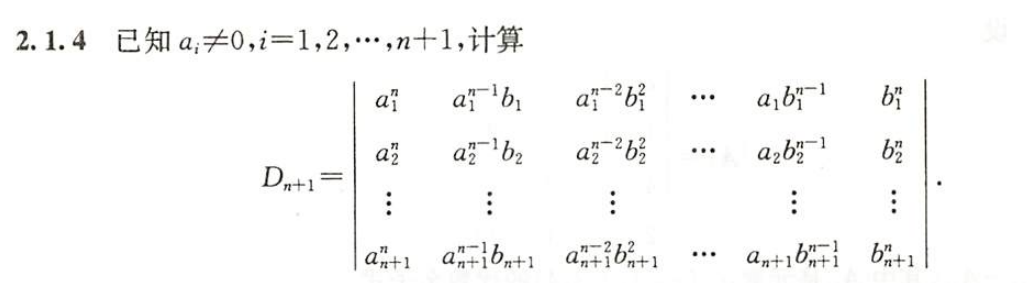 2.1.4 已知 $a_i \neq 0, i=1,2,\cdots,n+1$,计算
$$D_{n+1}=\begin{vmatrix} a_1^n & a_1^{n-1}b_1 & a_1^{n-2}b_1^2 & \cdots & a_1b_1^{n-1} & b_1^n \\ a_2^n & a_2^{n-1}b_2 & a_2^{n-2}b_2^2 & \cdots & a_2b_2^{n-1} & b_2^n \\ \vdots & \vdots & \vdots & & \vdots & \vdots \\ a_{n+1}^n & a_{n+1}^{n-1}b_{n+1} & a_{n+1}^{n-2}b_{n+1}^2 & \cdots & a_{n+1}b_{n+1}^{n-1} & b_{n+1}^n \end{vmatrix}.$$